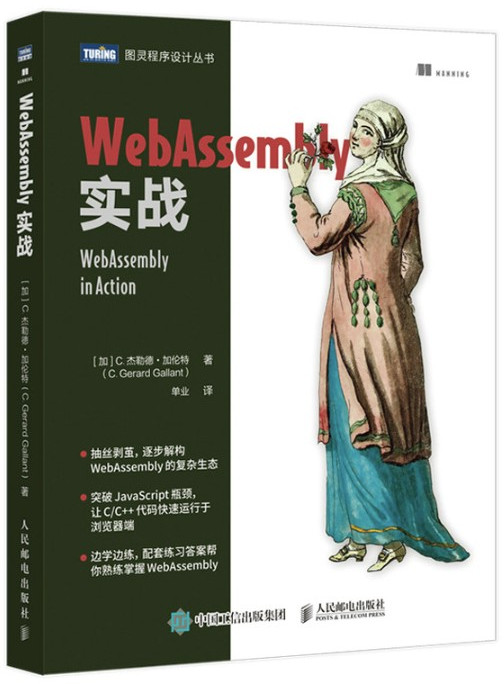 TURING 图灵程序设计丛书
MANNING
WebAssembly
实战
WebAssembly
in Action
[加] C. 杰勒德·加伦特 著
(C. Gerard Gallant)
单业 译
抽丝剥茧，逐步解构
WebAssembly 的复杂生态
突破 JavaScript 瓶颈，
让 C/C++ 代码快速运行于
浏览器端
边学边练，配套练习答案帮
你熟练掌握 WebAssembly
中国工信出版集团
人民邮电出版社
POSTS & TELECOM PRESS
TURING
MANNING
WebAssembly 实战
[加] C. 杰勒德·加伦特 (C. Gerard Gallant) 著
人民邮电出版社